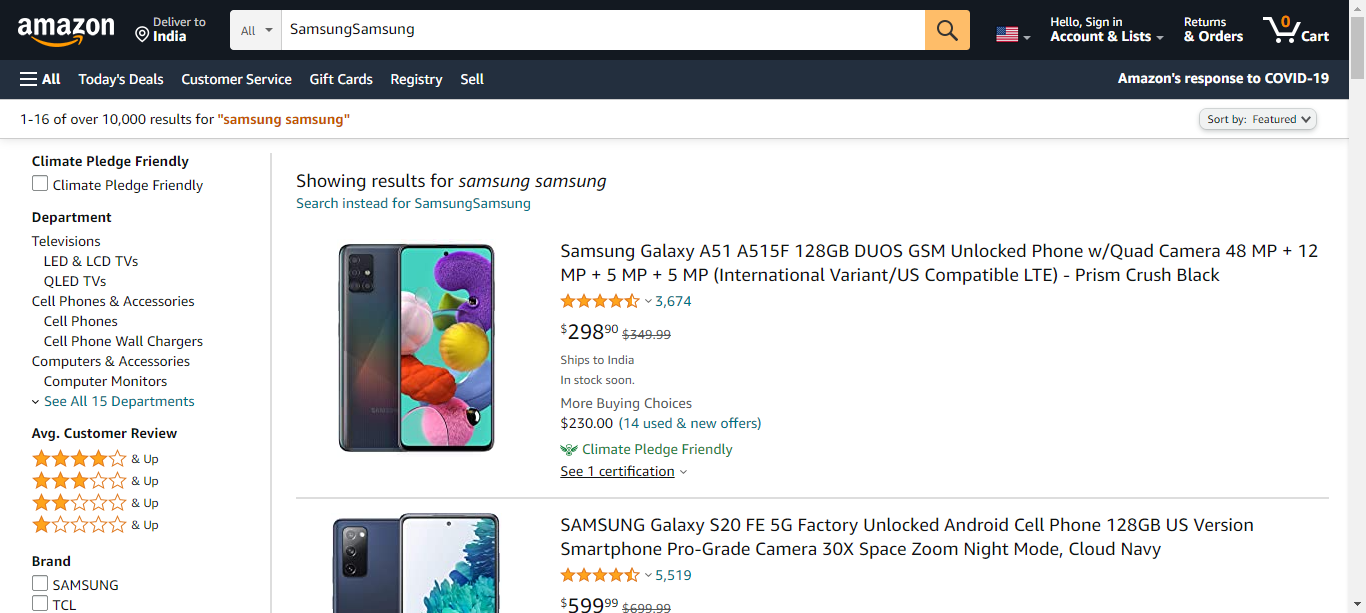 amazon
Deliver to
India
All
SamsungSamsung
Hello, Sign in
Account & Lists
Returns
& Orders
0
Cart
All Today's Deals Customer Service Gift Cards Registry Sell
Amazon's response to COVID-19
1-16 of over 10,000 results for "samsung samsung"
Sort by: Featured
Climate Pledge Friendly
Climate Pledge Friendly
Department
Televisions
LED & LCD TVs
QLED TVs
Cell Phones & Accessories
Cell Phones
Cell Phone Wall Chargers
Computers & Accessories
Computer Monitors
See All 15 Departments
Avg. Customer Review
& Up
& Up
& Up
& Up
Brand
SAMSUNG
TCL
Showing results for samsung samsung
Search instead for SamsungSamsung
SAMSUNG
Samsung Galaxy A51 A515F 128GB DUOS GSM Unlocked Phone w/Quad Camera 48 MP + 12
MP + 5 MP + 5 MP (International Variant/US Compatible LTE) - Prism Crush Black
3,674
$29890 $349.99
Ships to India
In stock soon.
More Buying Choices
$230.00 (14 used & new offers)
Climate Pledge Friendly
See 1 certification
SAMSUNG Galaxy S20 FE 5G Factory Unlocked Android Cell Phone 128GB US Version
Smartphone Pro-Grade Camera 30X Space Zoom Night Mode, Cloud Navy
5,519
$59999 $699.99